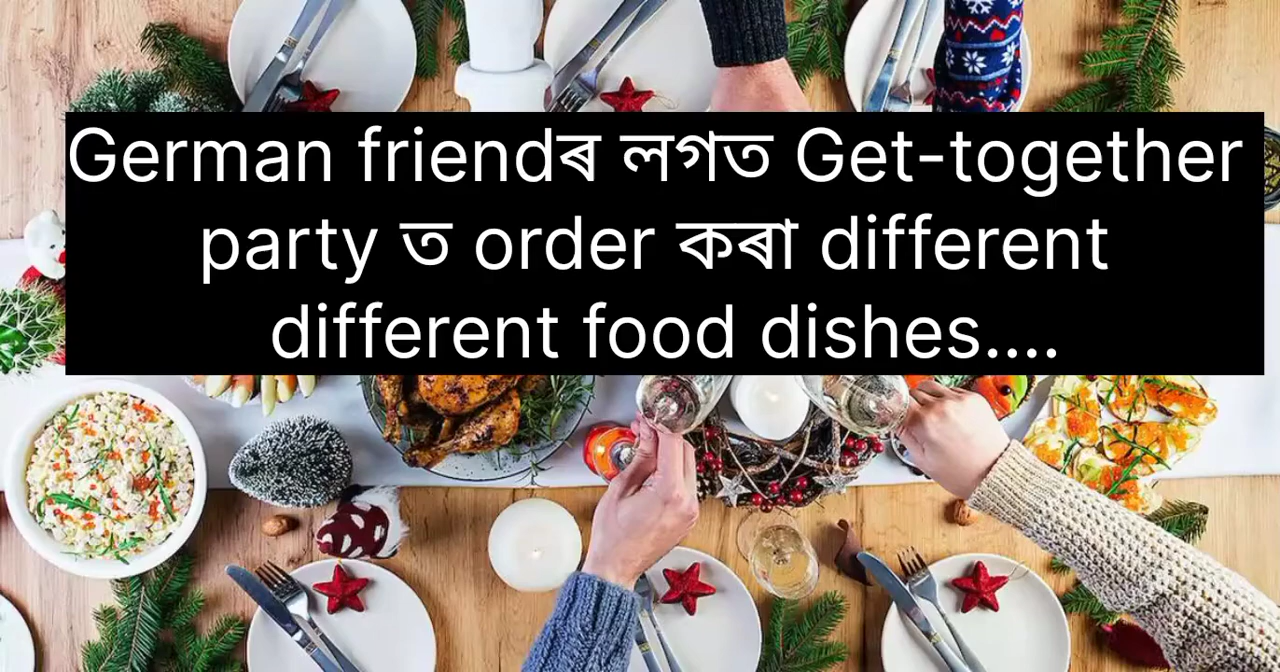 German friendৰ লগত Get-together
party ত order কৰা different
different food dishes....